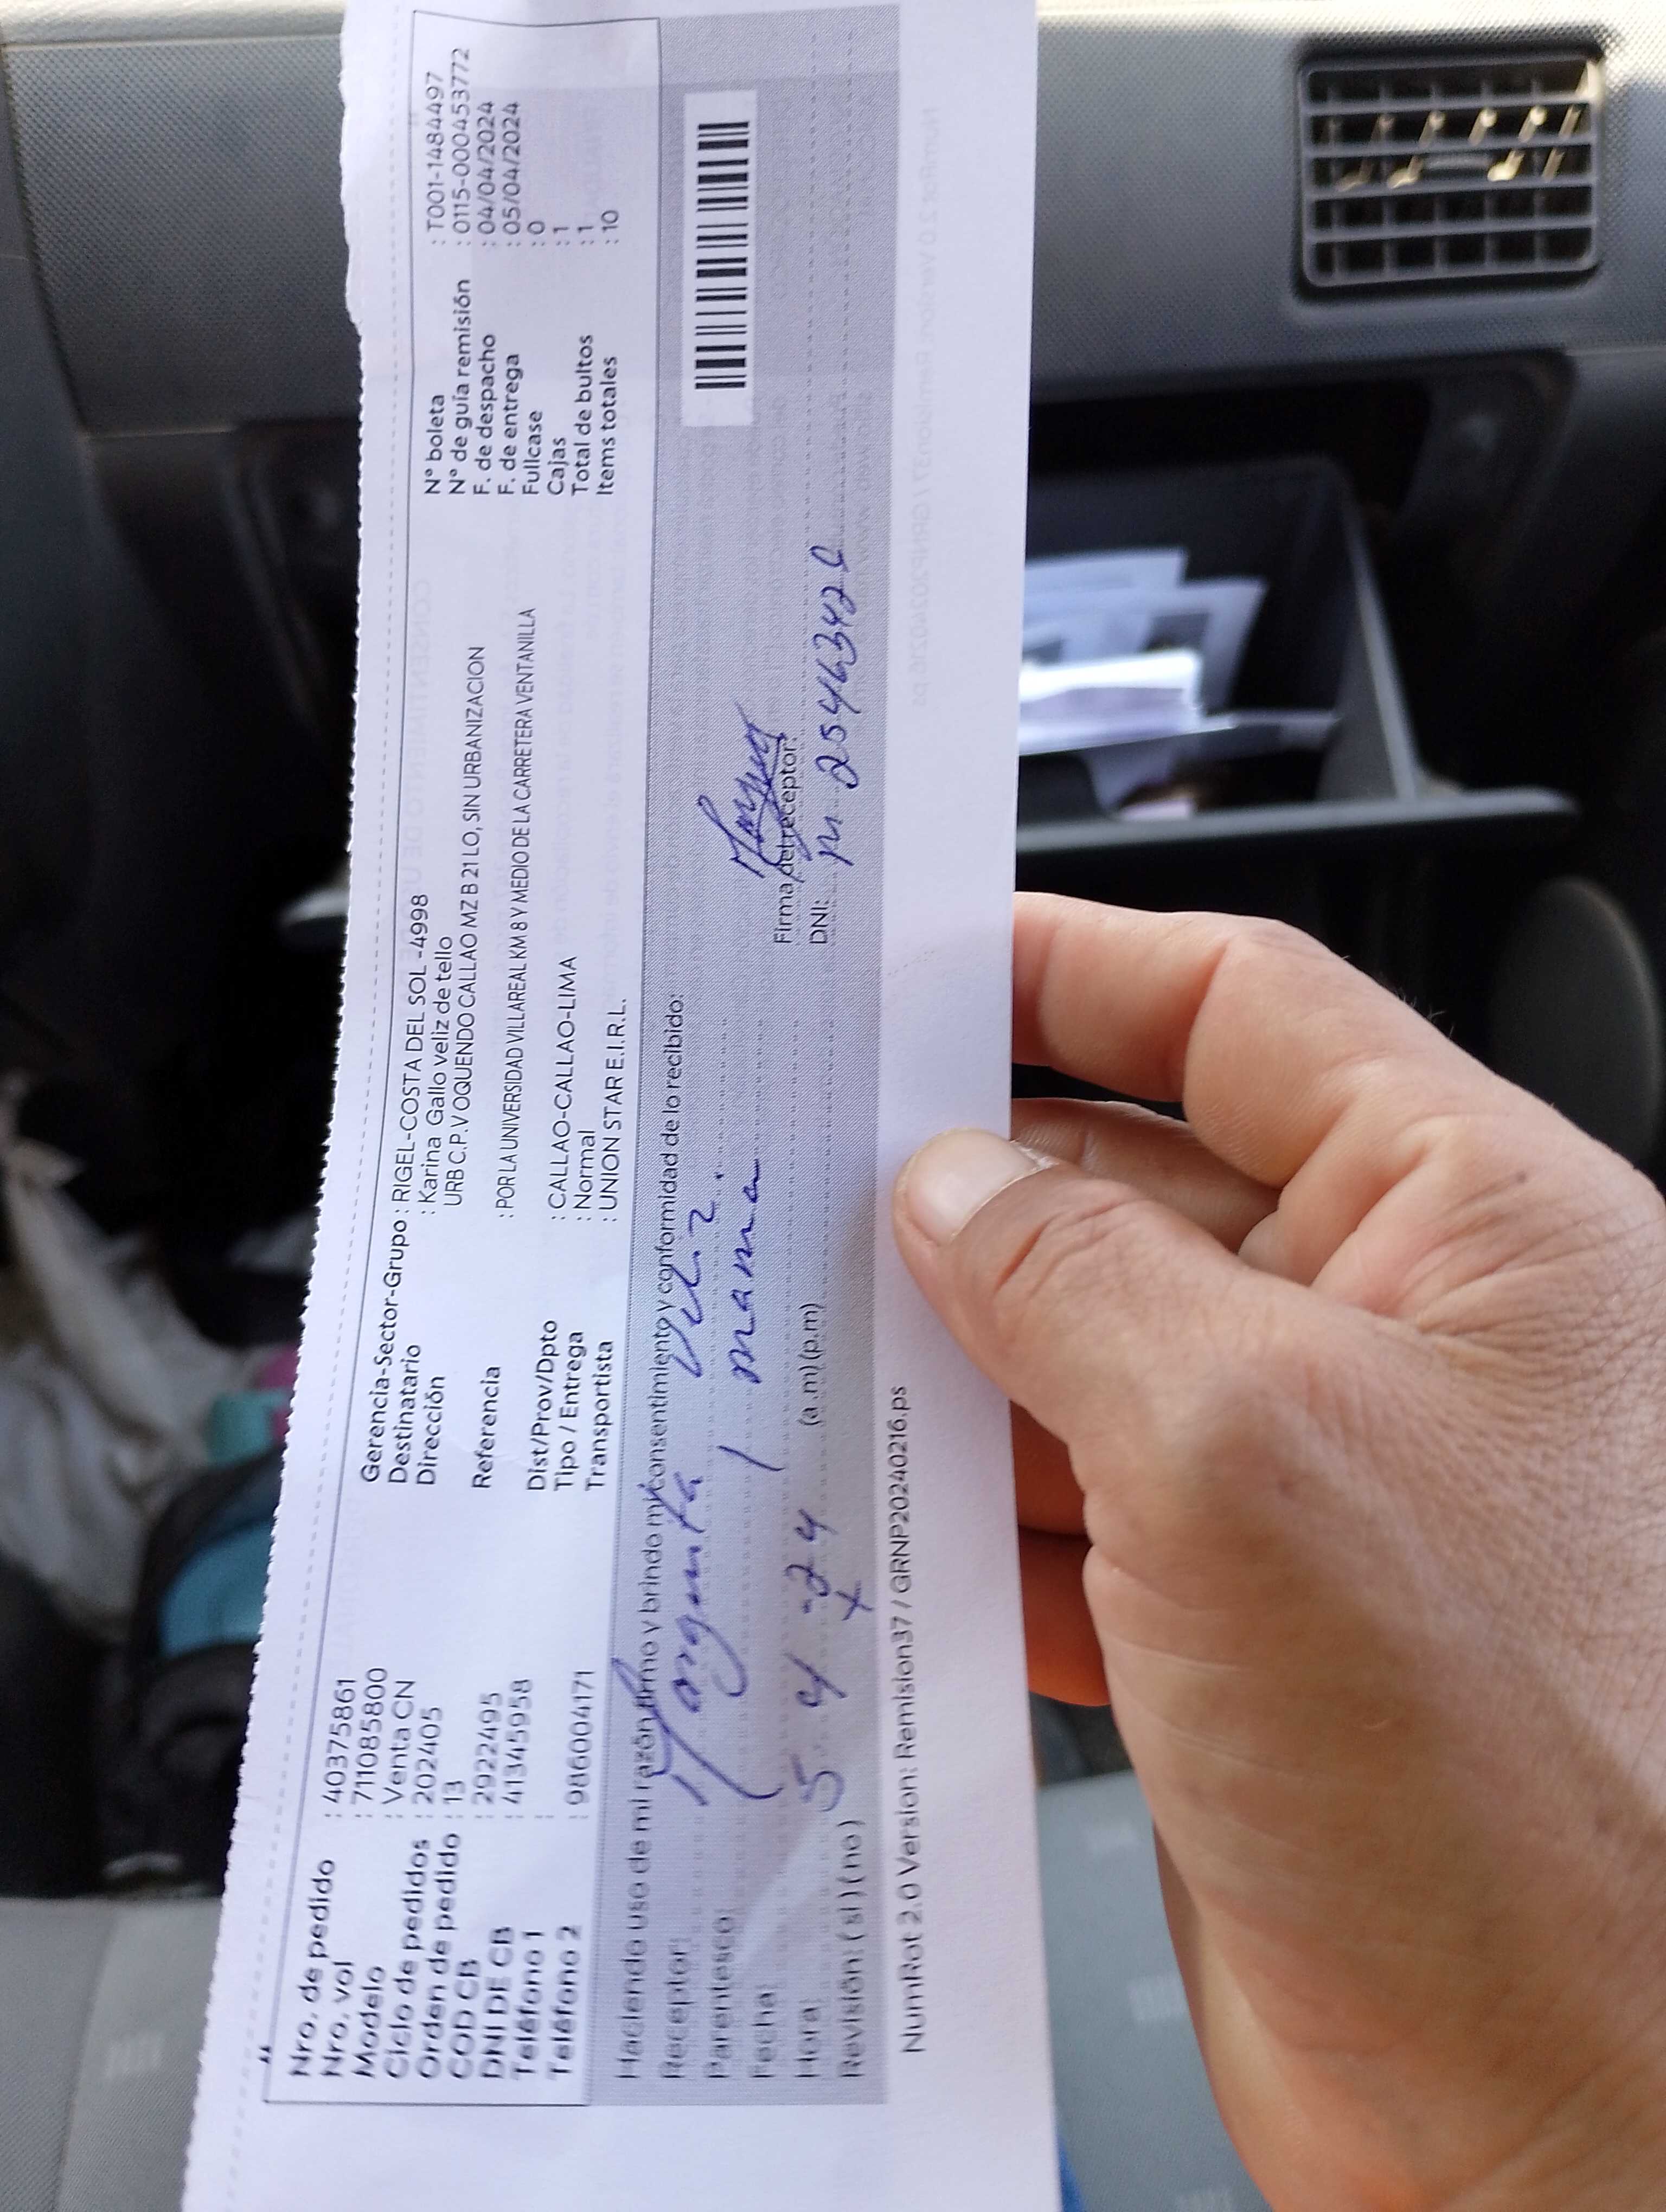 Nro. de pedido : 40375861
Nro. vol : 711085800
Modelo : Venta CN
Ciclo de pedidos : 202405
Orden de pedido : 13
COD CB : 2922495
DNI DE CB : 41345958
Teléfono 1 :
Teléfono 2 : 986004171
Gerencia-Sector-Grupo : RIGEL-COSTA DEL SOL -4998
Destinatario : Karina Gallo veliz de tello
Dirección URB C.P.V OQUENDO CALLAO MZ B 21 LO, SIN URBANIZACION
Referencia : POR LA UNIVERSIDAD VILLAREAL KM 8 Y MEDIO DE LA CARRETERA VENTANILLA
Dist/Prov/Dpto : CALLAO-CALLAO-LIMA
Tipo / Entrega : Normal
Transportista : UNION STAR E.I.R.L.
N° boleta : T001-1484497
N° de guía remisión : 0115-000453772
F. de despacho : 04/04/2024
F. de entrega : 05/04/2024
Fullcase : 0
Cajas : 1
Total de bultos : 1
Items totales : 10
Haciendo uso de mi razón firmo y brindo mi consentimiento y conformidad de lo recibido:
Receptor: Margarita Veliz
Parentesco: mama
Fecha: 5-4-24
Hora: (a.m) (p.m)
Revisión: (si) (no)
Firma del receptor:
DNI:
NumRot 2.0 Version: Remision37 / GRNP20240216.ps